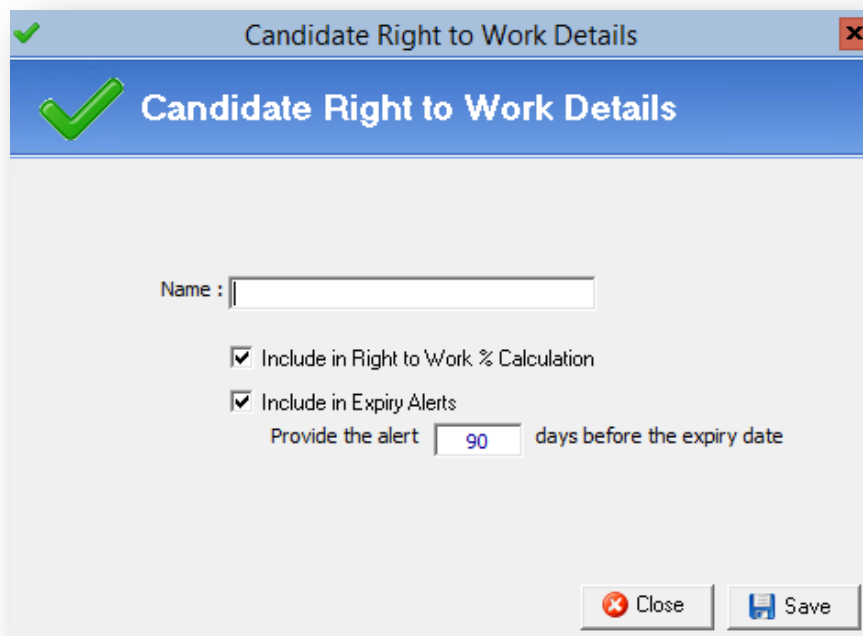 Candidate Right to Work Details
Candidate Right to Work Details
Name :
Include in Right to Work % Calculation
Include in Expiry Alerts
Provide the alert 90 days before the expiry date
Close Save